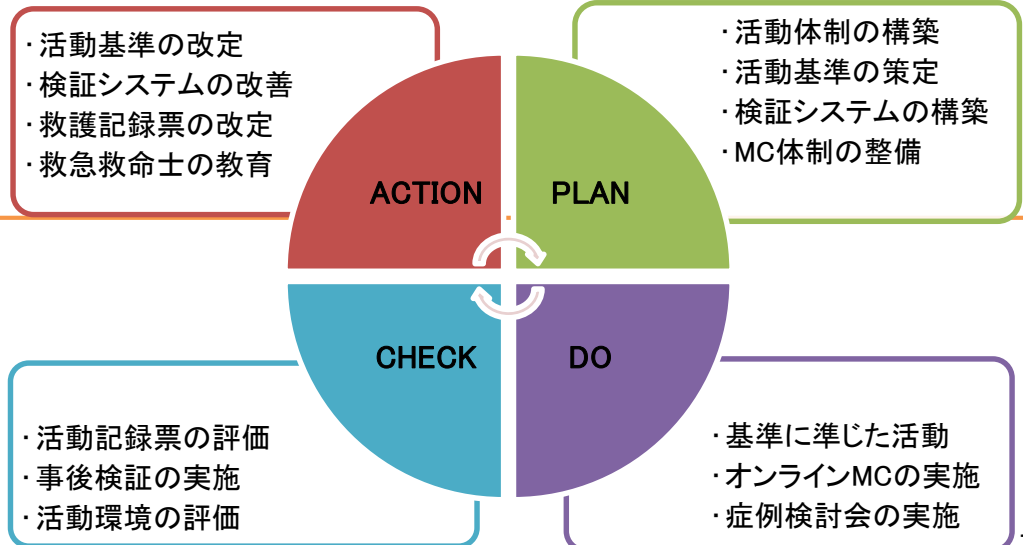 ・活動基準の改定
・検証システムの改善
・救護記録票の改定
・救急救命士の教育
・活動体制の構築
・活動基準の策定
・検証システムの構築
・MC体制の整備
ACTION
PLAN
CHECK
DO
・活動記録票の評価
・事後検証の実施
・活動環境の評価
・基準に準じた活動
・オンラインMCの実施
・症例検討会の実施